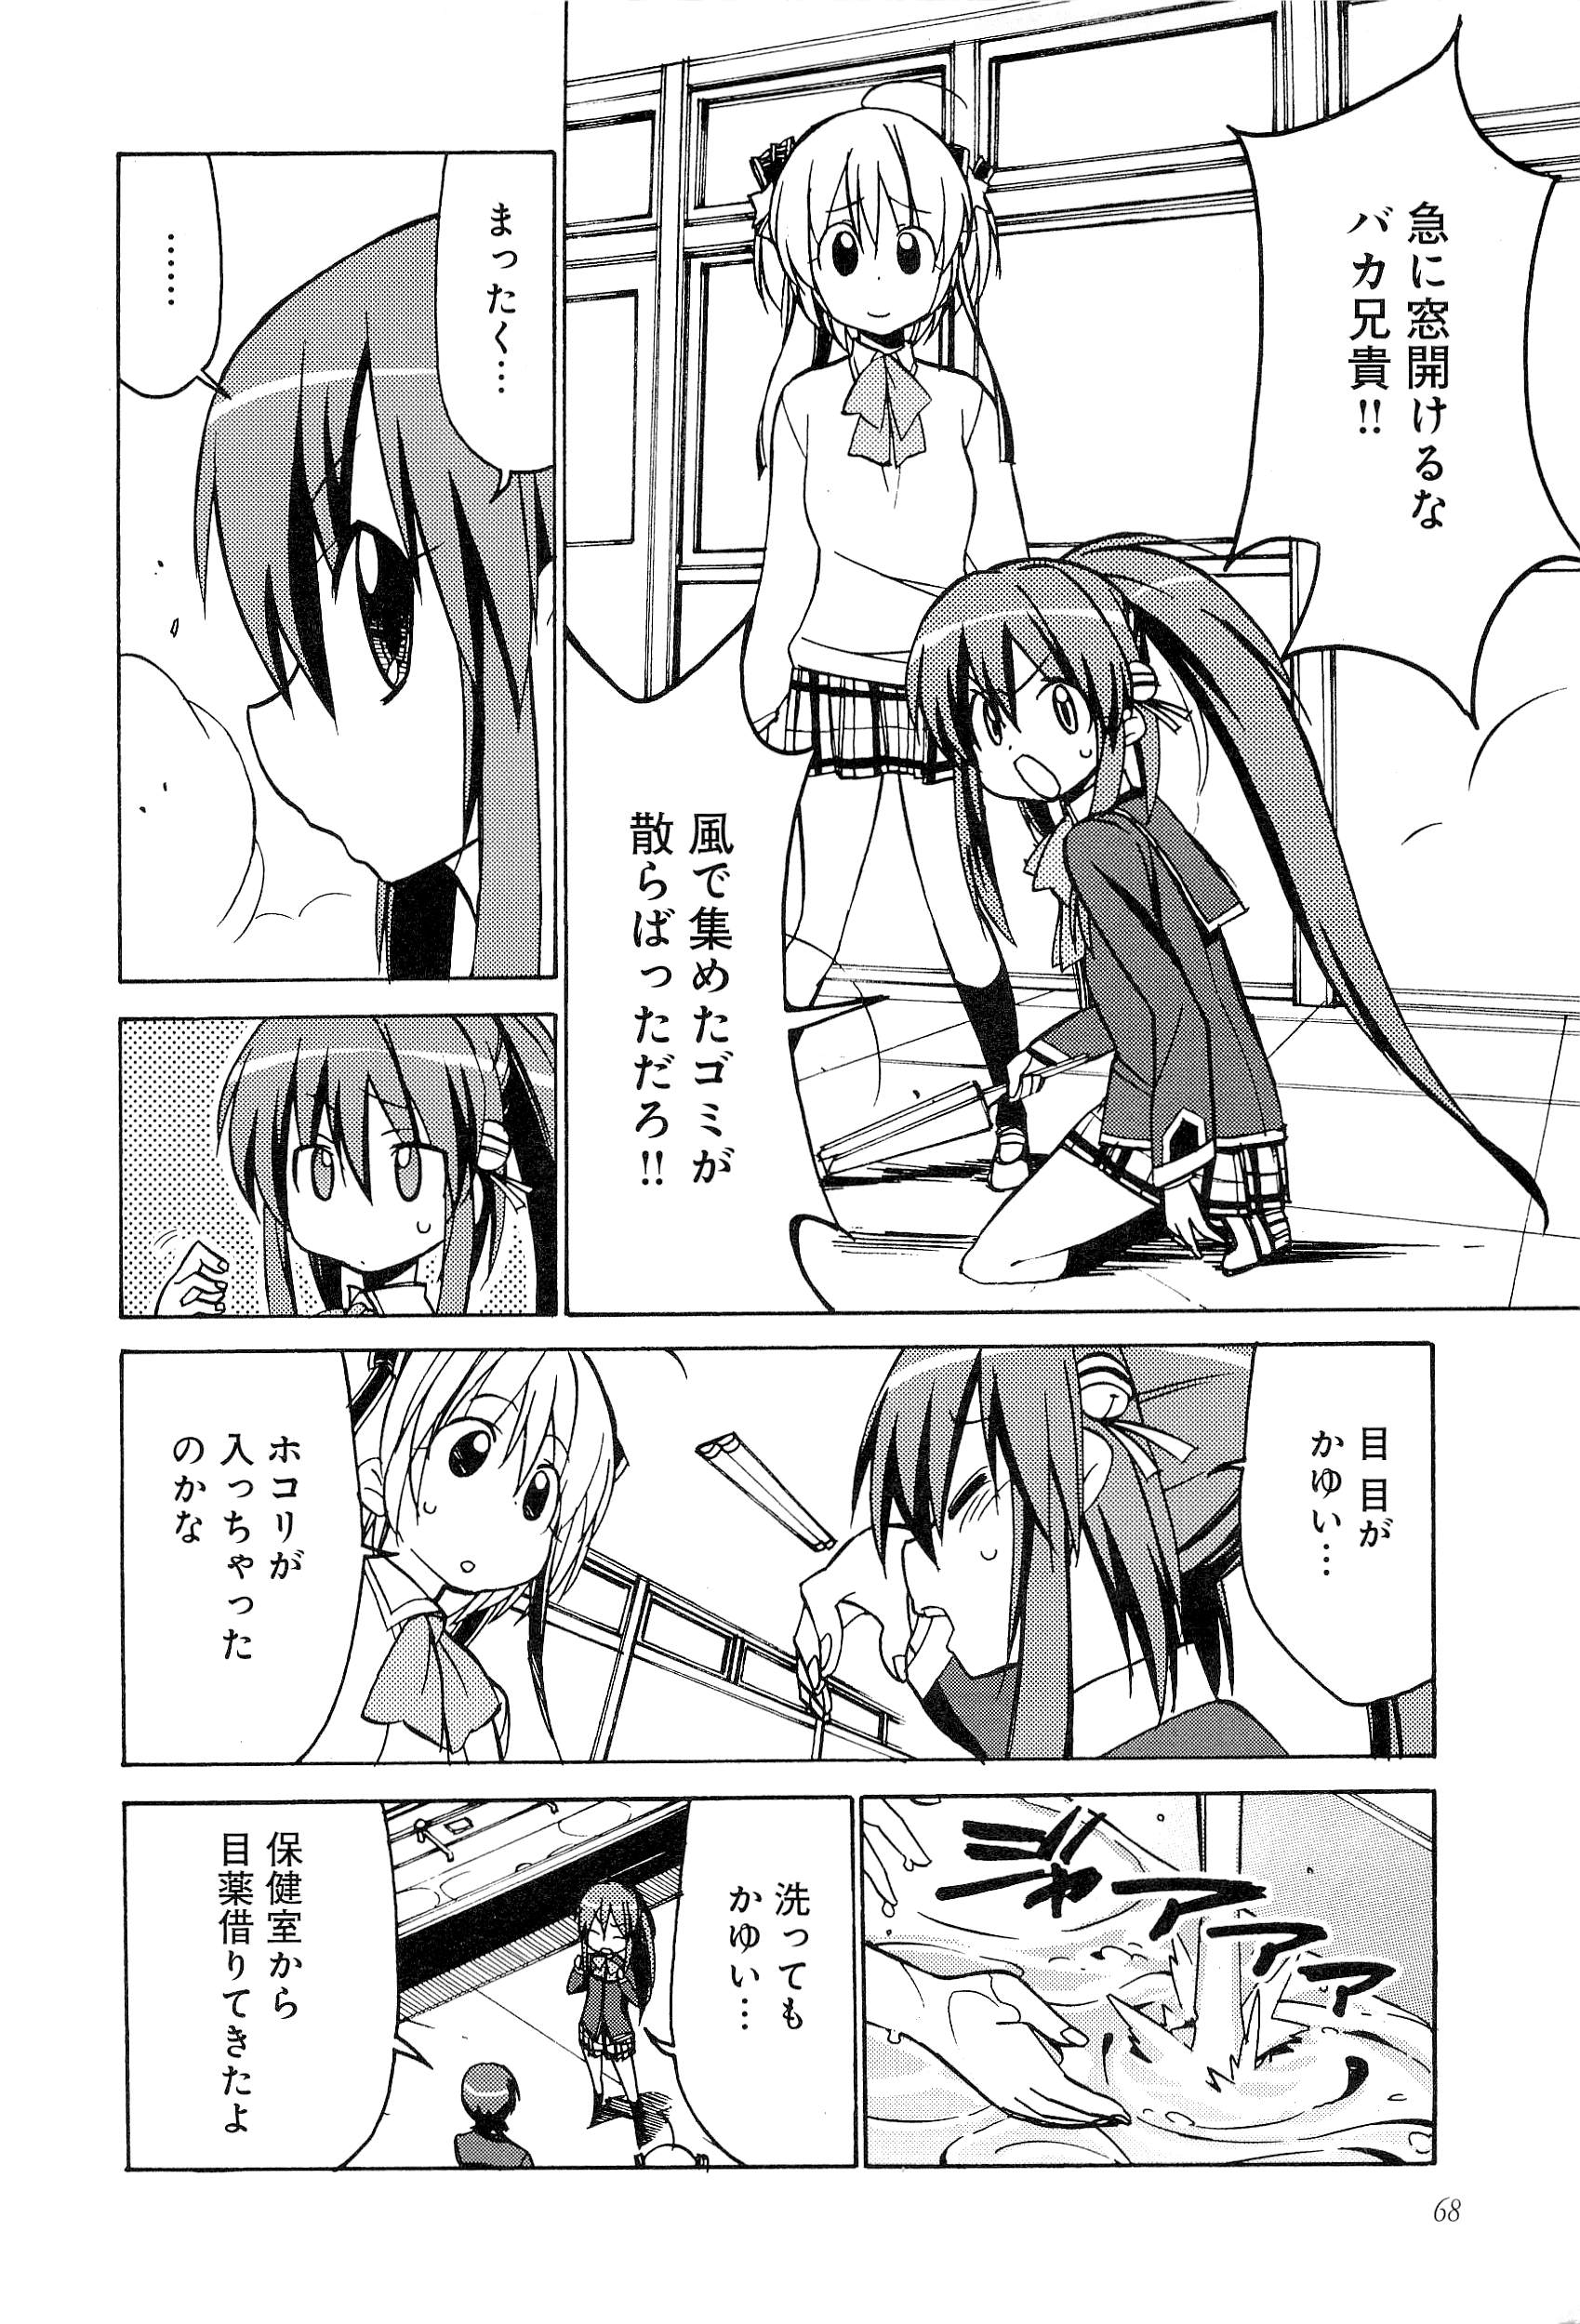 急に窓開けるな
バカ兄貴!!
風で集めたゴミが
散らばっただろ!!
まったく…
……
目 目が
かゆい…
ホコリが
入っちゃった
のかな
ジャアアア
洗っても
かゆい…
保健室から
目薬借りてきたよ
68